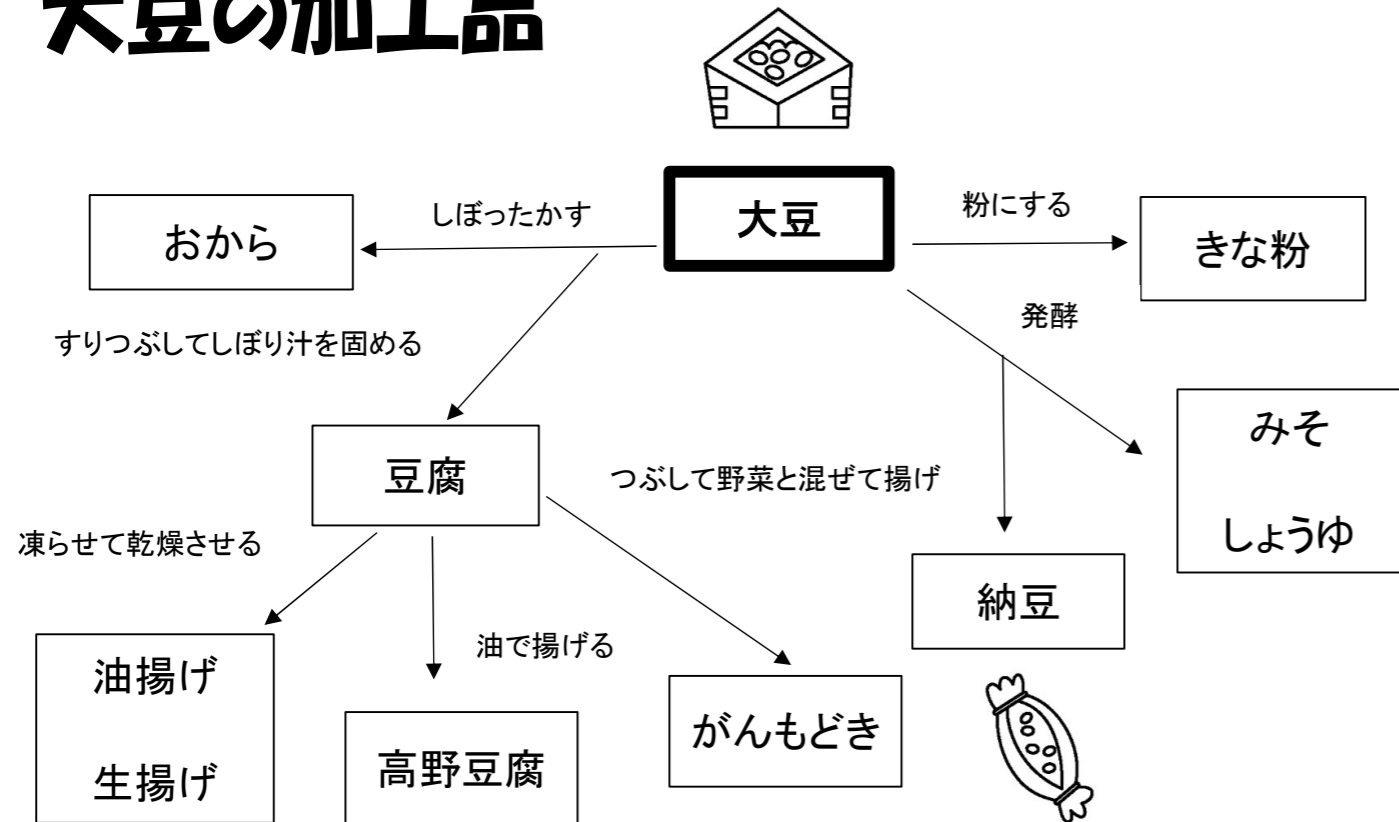 大豆の加工品
大豆
しぼったかす
粉にする
おから
きな粉
発酵
すりつぶしてしぼり汁を固める
みそ
しょうゆ
豆腐
つぶして野菜と混ぜて揚げ
凍らせて乾燥させる
納豆
油で揚げる
油揚げ
生揚げ
高野豆腐
がんもどき